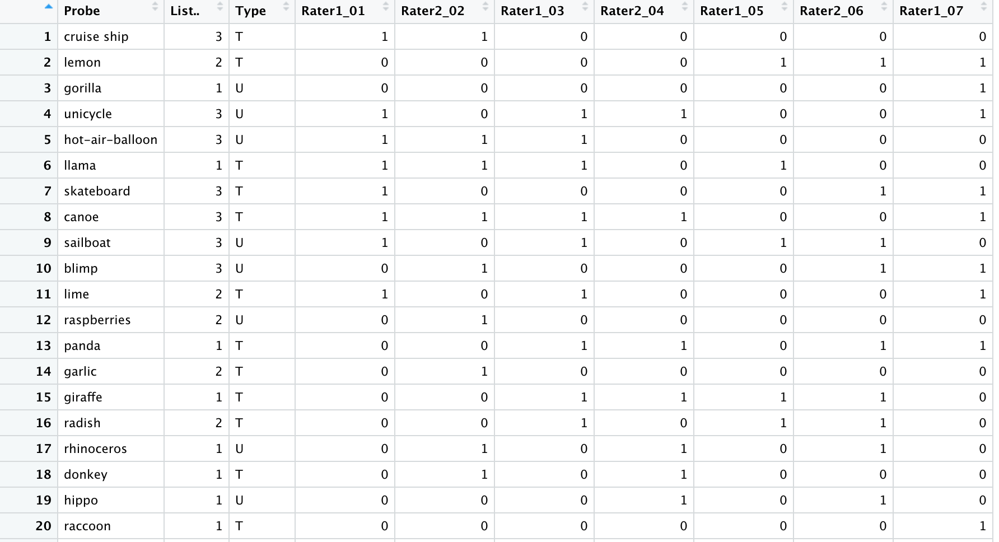 Probe List.. Type Rater1_01 Rater2_02 Rater1_03 Rater2_04 Rater1_05 Rater2_06 Rater1_07
1 cruise ship 3 T 1 1 0 0 0 0 0
2 lemon 2 T 0 0 0 0 1 1 1
3 gorilla 1 U 0 0 0 0 0 0 1
4 unicycle 3 U 1 0 1 1 0 0 1
5 hot-air-balloon 3 U 1 1 1 0 0 0 0
6 llama 1 T 1 1 1 0 1 0 0
7 skateboard 3 T 1 0 0 0 0 1 1
8 canoe 3 T 1 1 1 1 0 0 1
9 sailboat 3 U 1 0 1 0 1 1 0
10 blimp 3 U 0 1 0 0 0 1 1
11 lime 2 T 1 0 1 0 0 0 1
12 raspberries 2 U 0 1 0 0 0 0 0
13 panda 1 T 0 0 1 1 0 1 1
14 garlic 2 T 0 1 0 0 0 0 0
15 giraffe 1 T 0 0 1 1 1 1 0
16 radish 2 T 0 0 1 0 1 1 0
17 rhinoceros 1 U 0 1 0 1 0 1 0
18 donkey 1 T 0 1 0 1 0 0 0
19 hippo 1 U 0 0 0 1 0 1 0
20 raccoon 1 T 0 0 0 0 0 0 1